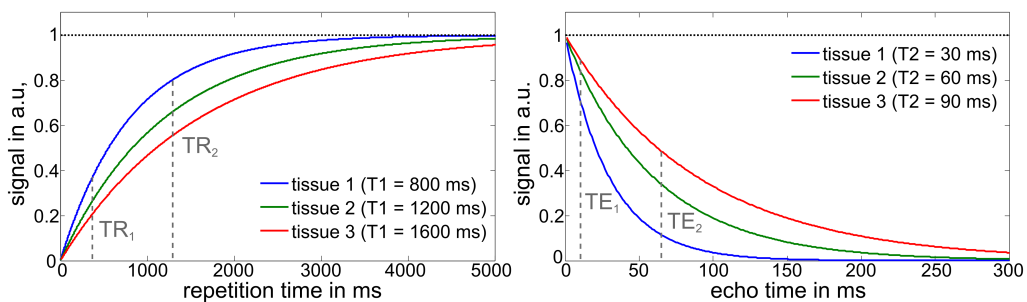 signal in a.u,
1
0.8
0.6
0.4
0.2
0
TR1
TR2
tissue 1 (T1 = 800 ms)
tissue 2 (T1 = 1200 ms)
tissue 3 (T1 = 1600 ms)
0 1000 2000 3000 4000 5000
repetition time in ms
signal in a.u.
1
0.8
0.6
0.4
0.2
0
tissue 1 (T2 = 30 ms)
tissue 2 (T2 = 60 ms)
tissue 3 (T2 = 90 ms)
TE1
TE2
0 50 100 150 200 250 300
echo time in ms